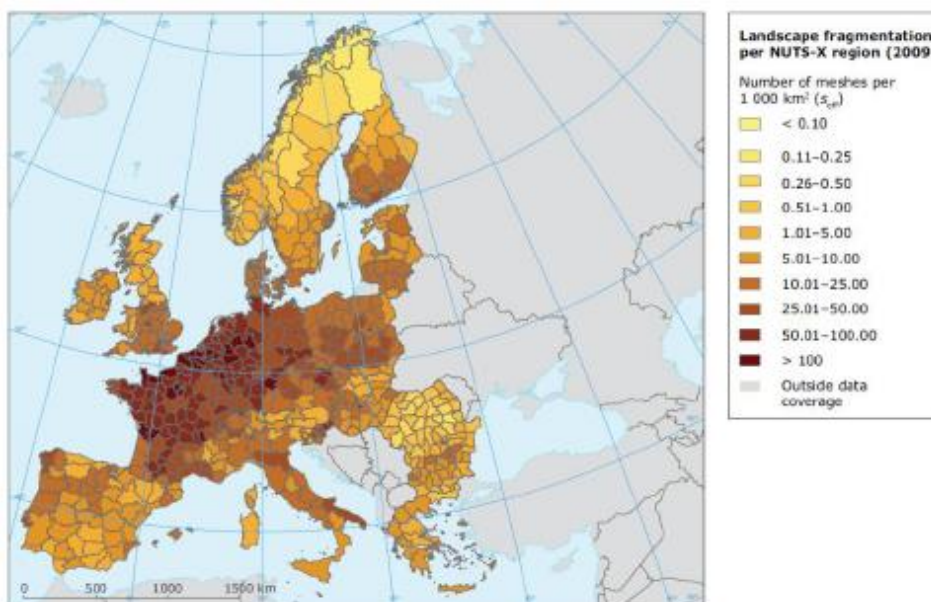 Landscape fragmentation
per NUTS-X region (2009
Number of meshes per
1 000 km² (s_eff)
< 0.10
0.11–0.25
0.26–0.50
0.51–1.00
1.01–5.00
5.01–10.00
10.01–25.00
25.01–50.00
50.01–100.00
> 100
Outside data
coverage
0 500 1000 1500 km